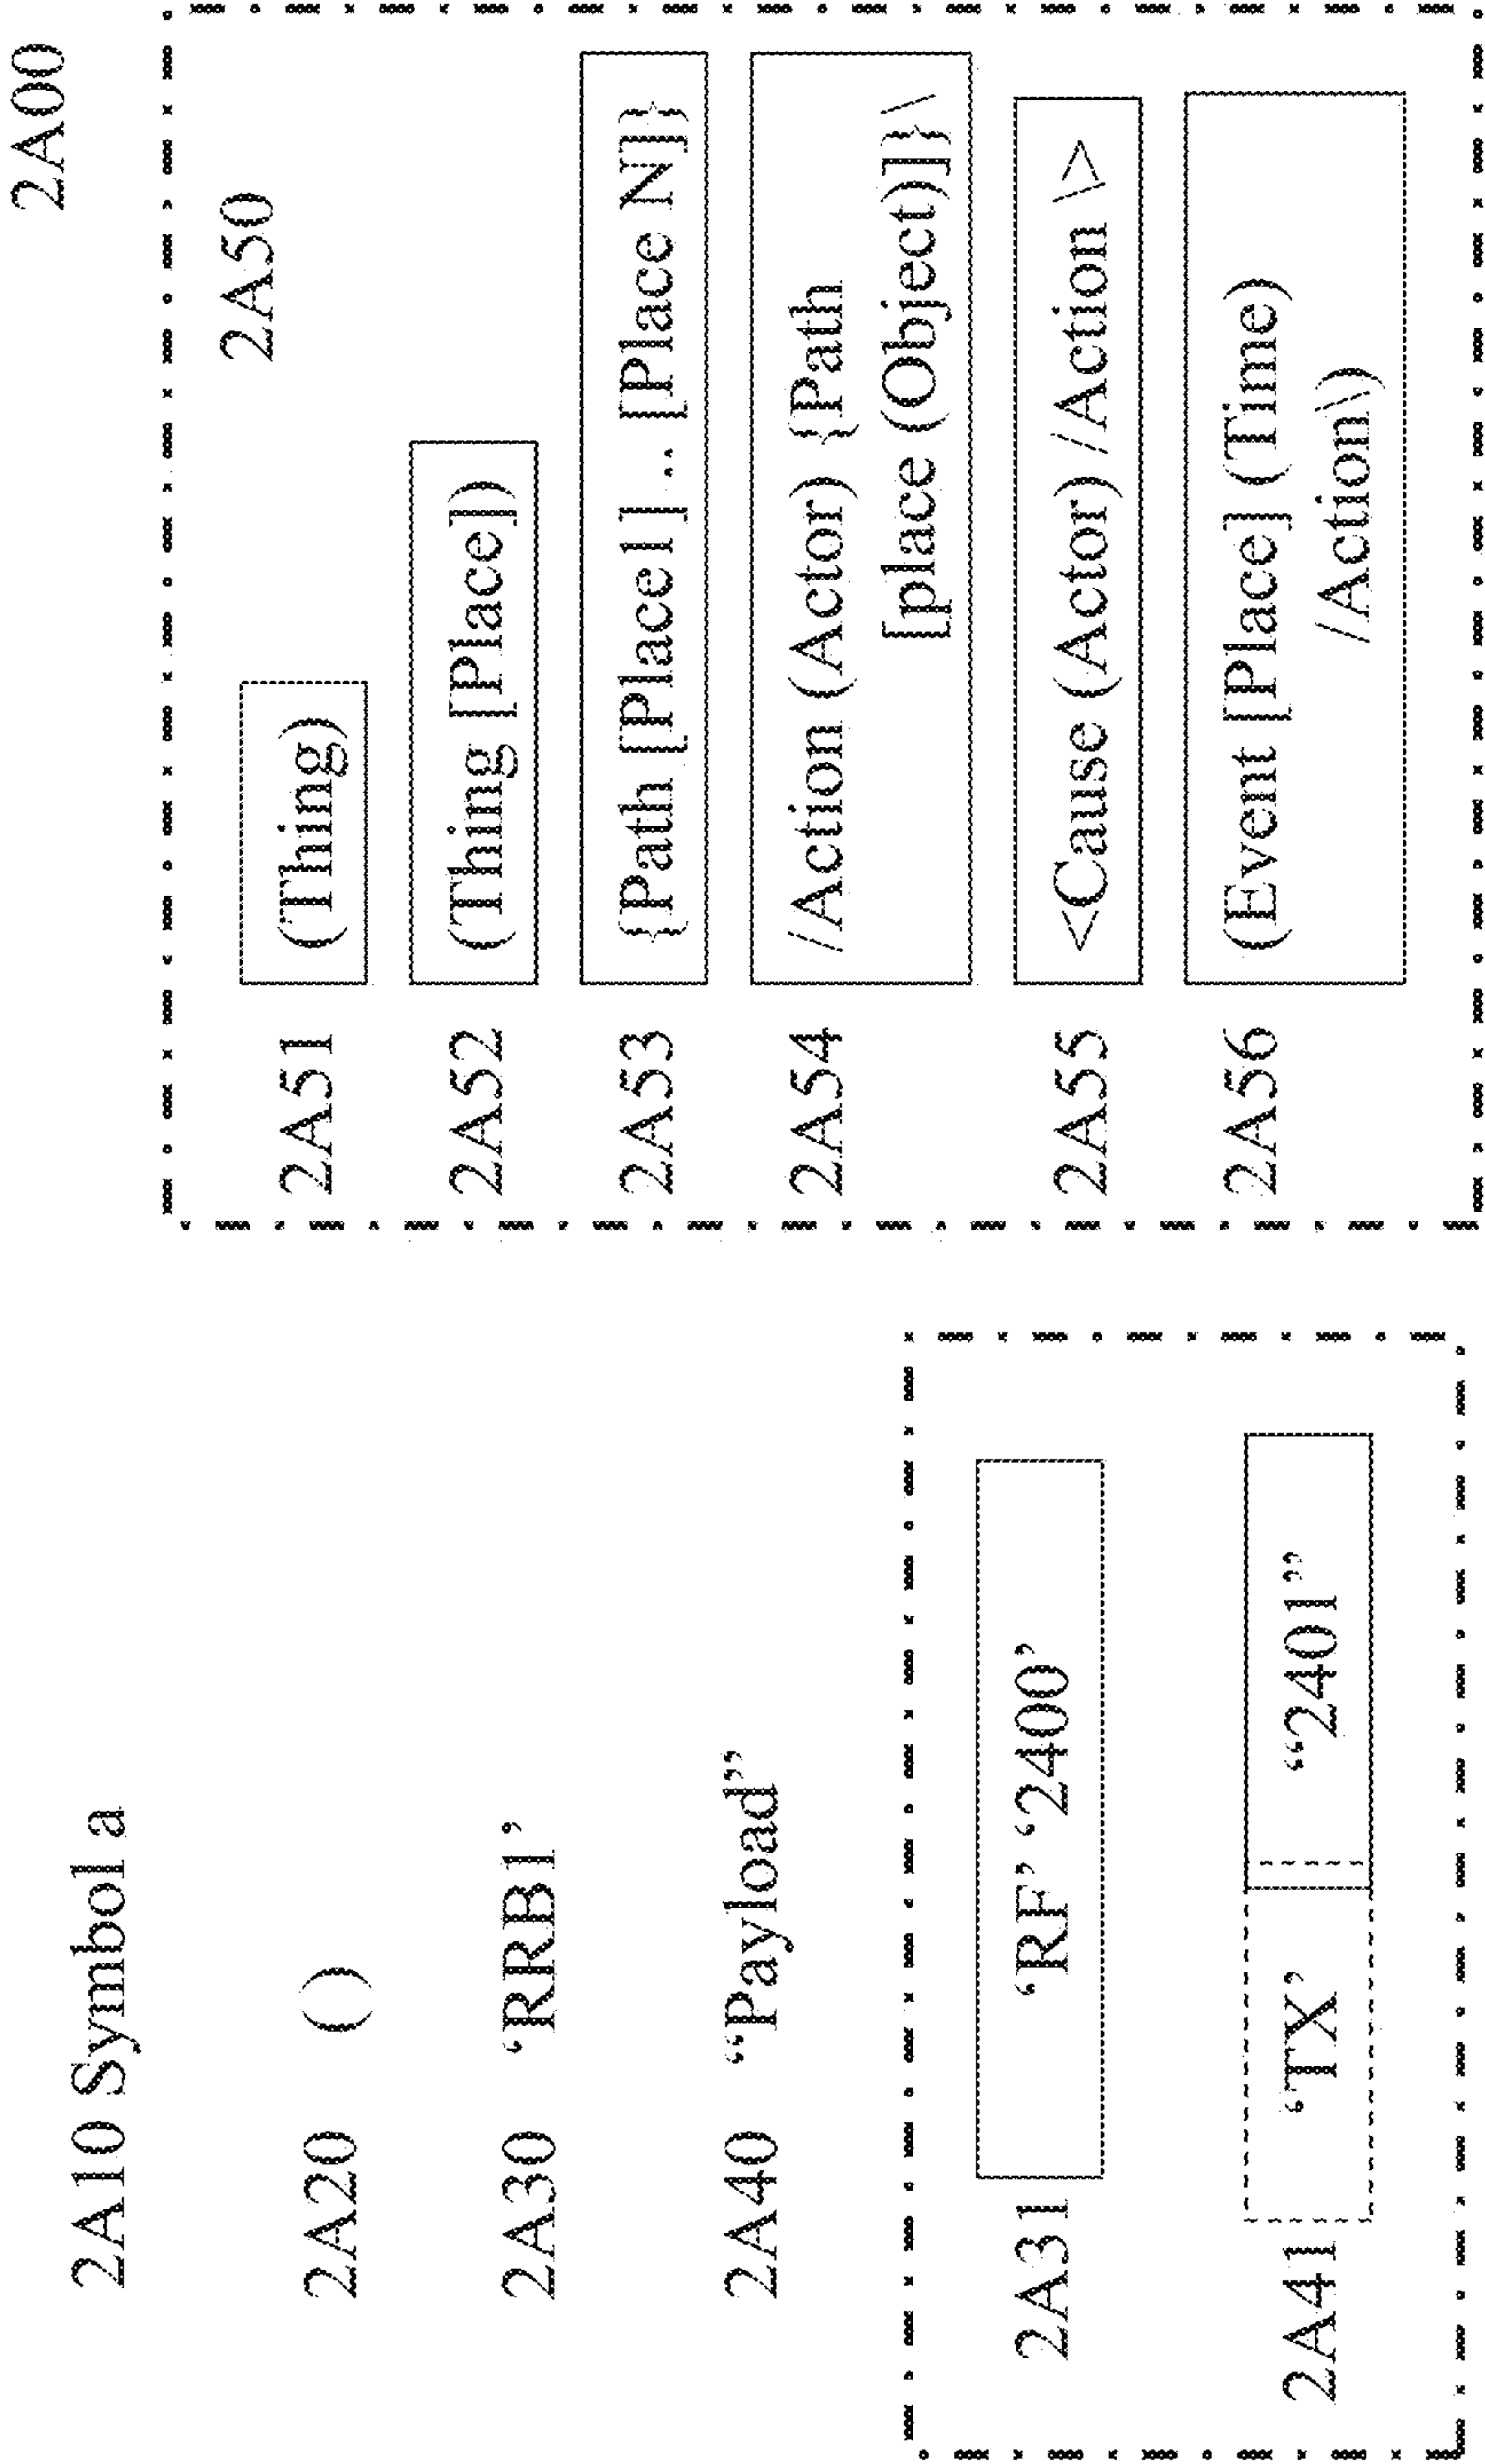 2A00
2A10 Symbol a
2A20 ( )
2A30 ‘RRB1’
2A40 “Payload”
2A31 ‘RF’ ‘2400’
2A41 ‘TX’ “2401”
2A50
2A51 (Thing)
2A52 (Thing [Place])
2A53 {Path [Place1] .. [Place N]}
2A54 /Action (Actor) {Path
[place (Object)]}\
2A55 <Cause (Actor) //Action \>
2A56 (Event [Place] (Time)
/Action\)